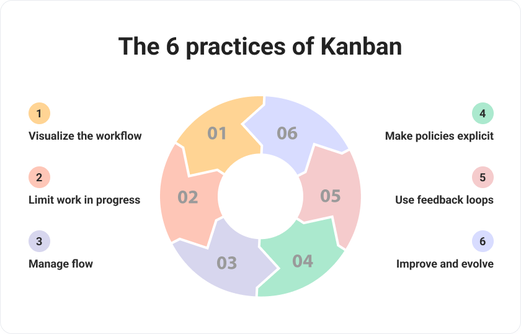 The 6 practices of Kanban
1
Visualize the workflow
2
Limit work in progress
3
Manage flow
01
06
02
05
03
04
4
Make policies explicit
5
Use feedback loops
6
Improve and evolve